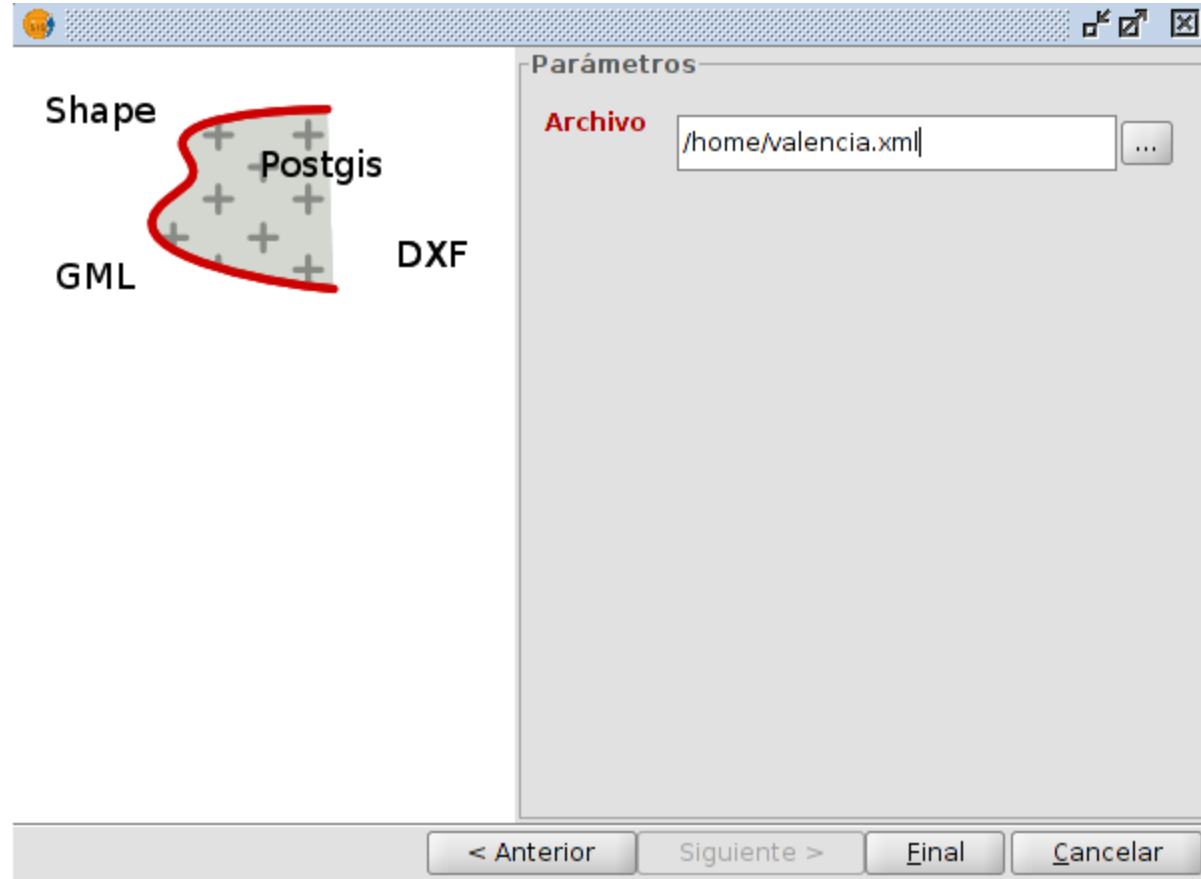 Parámetros
Shape
Archivo
/home/valencia.xml
...
Postgis
DXF
GML
< Anterior
Siguiente >
Final
Cancelar